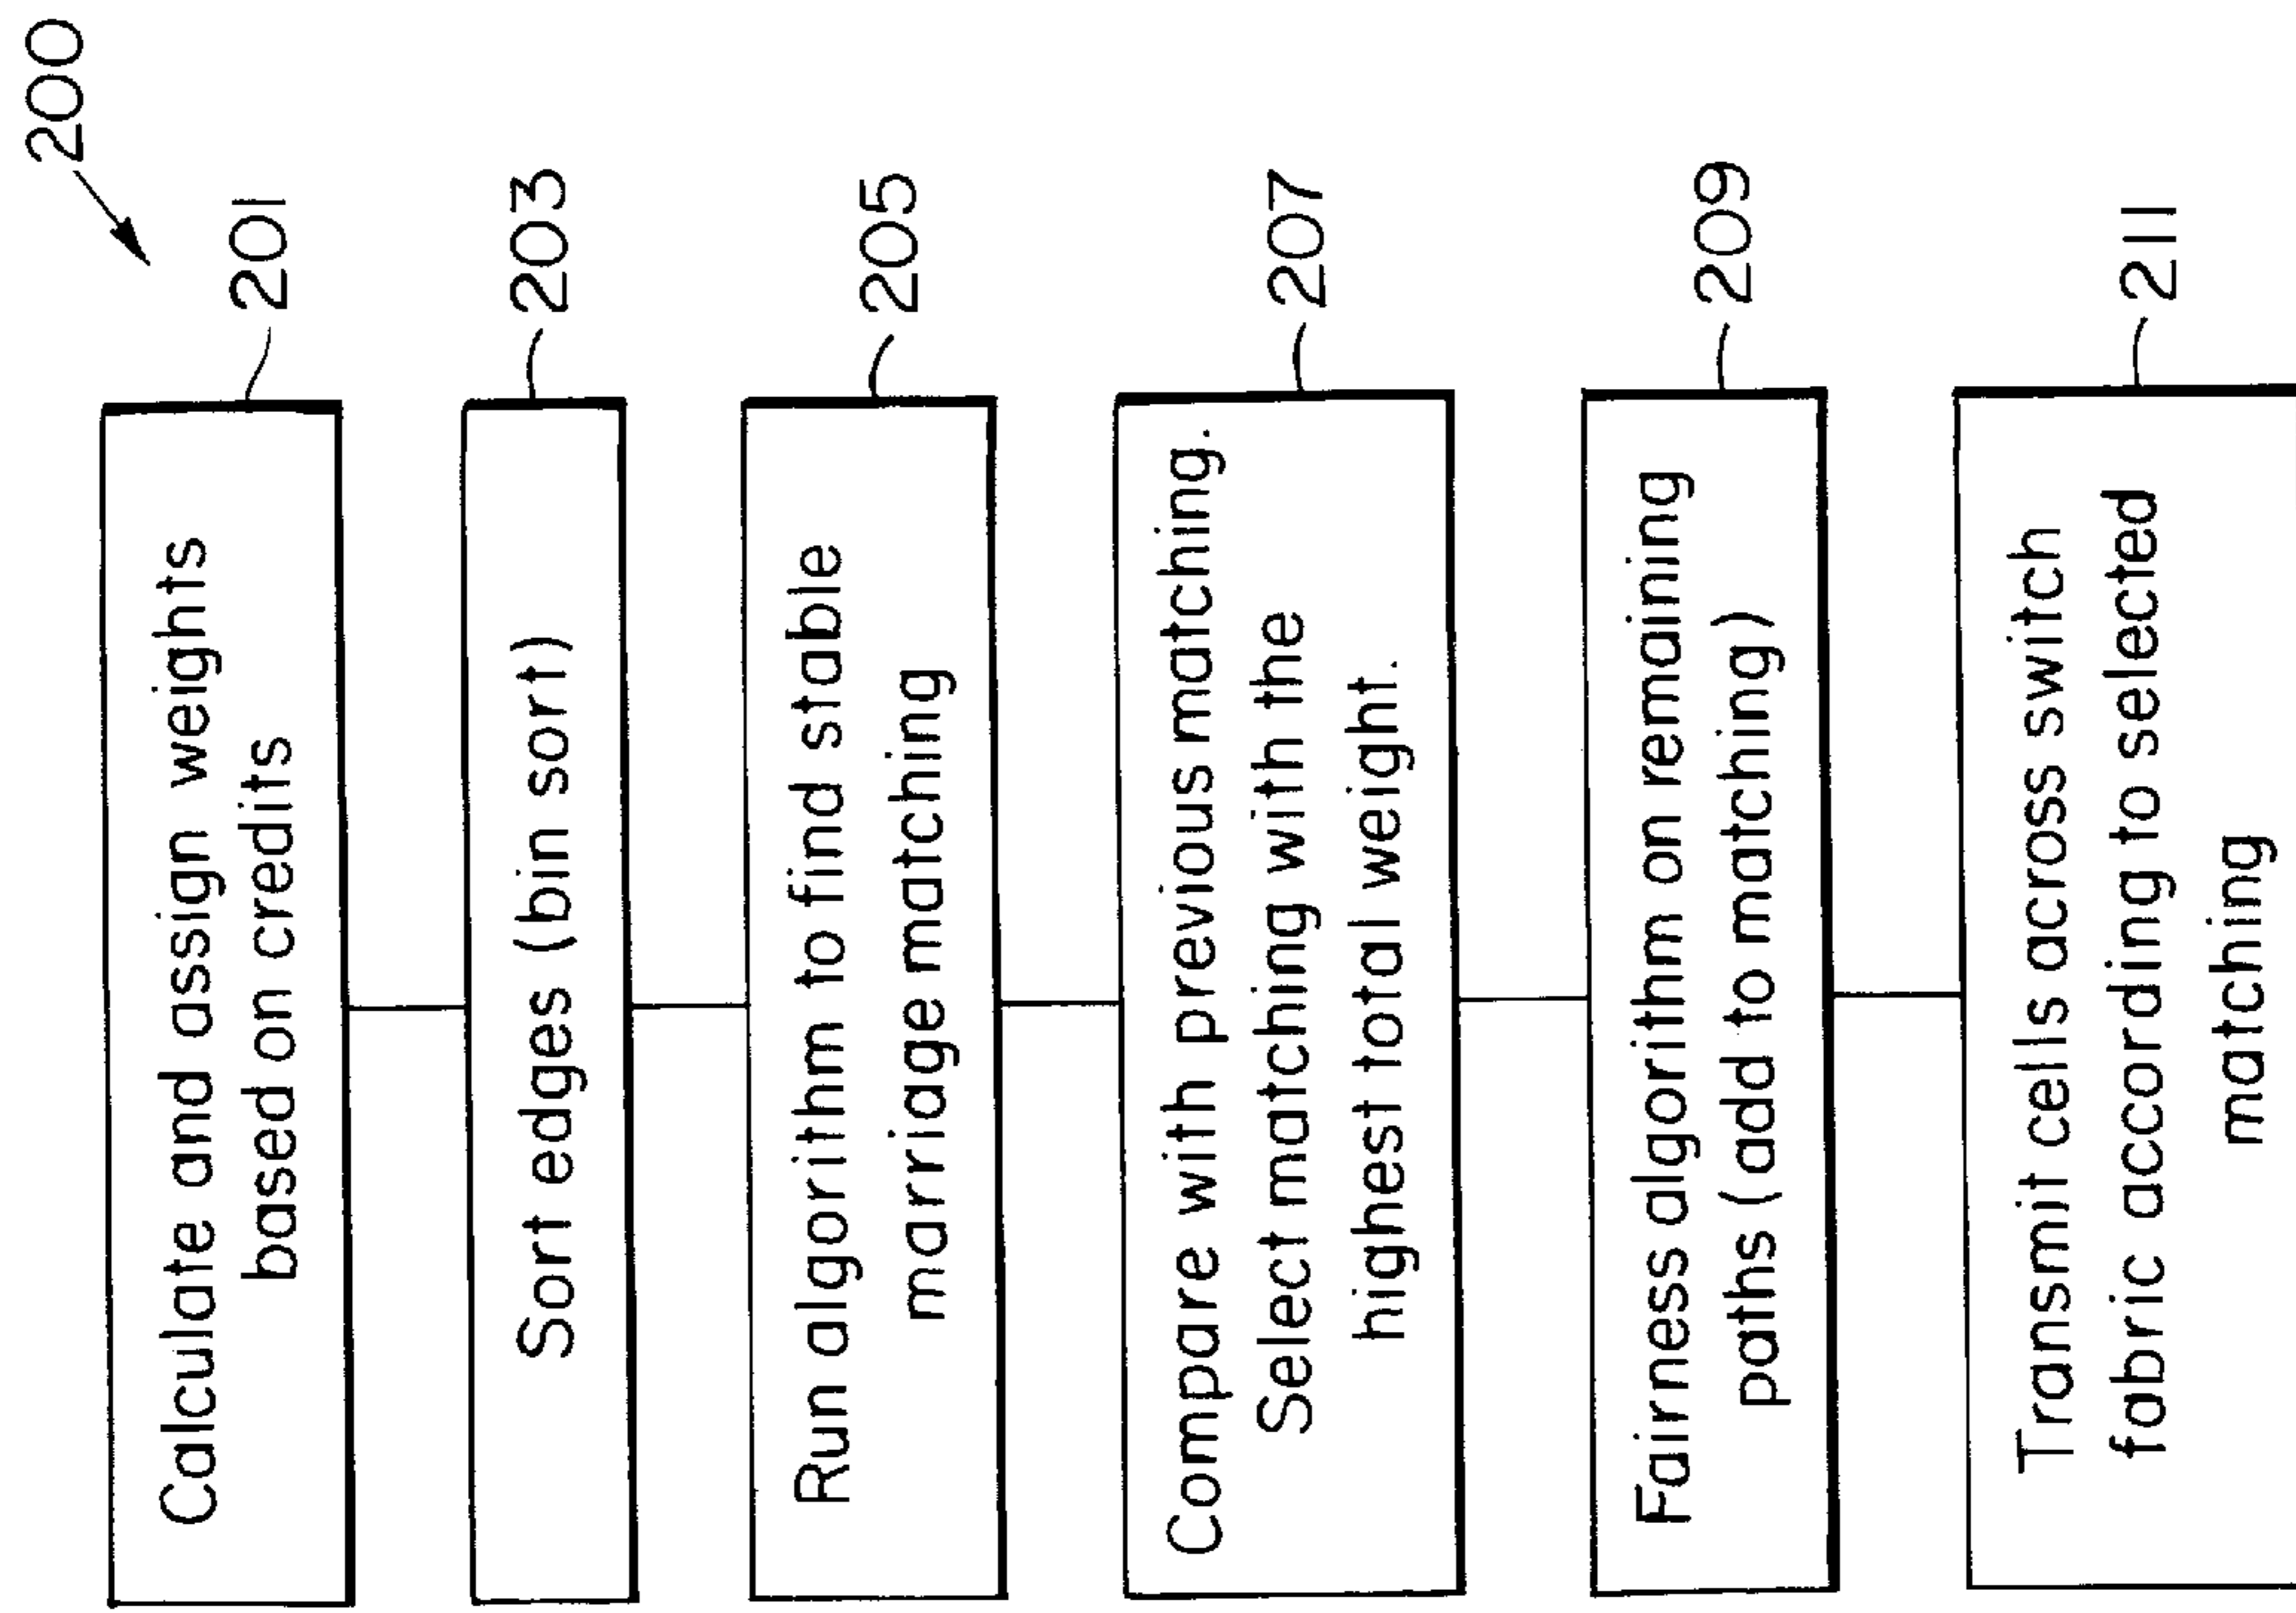 200
Calculate and assign weights
based on credits
201
Sort edges (bin sort)
203
Run algorithm to find stable
marriage matching
205
Compare with previous matching.
Select matching with the
highest total weight.
207
Fairness algorithm on remaining
paths (add to matching)
209
Transmit cells across switch
fabric according to selected
matching
211